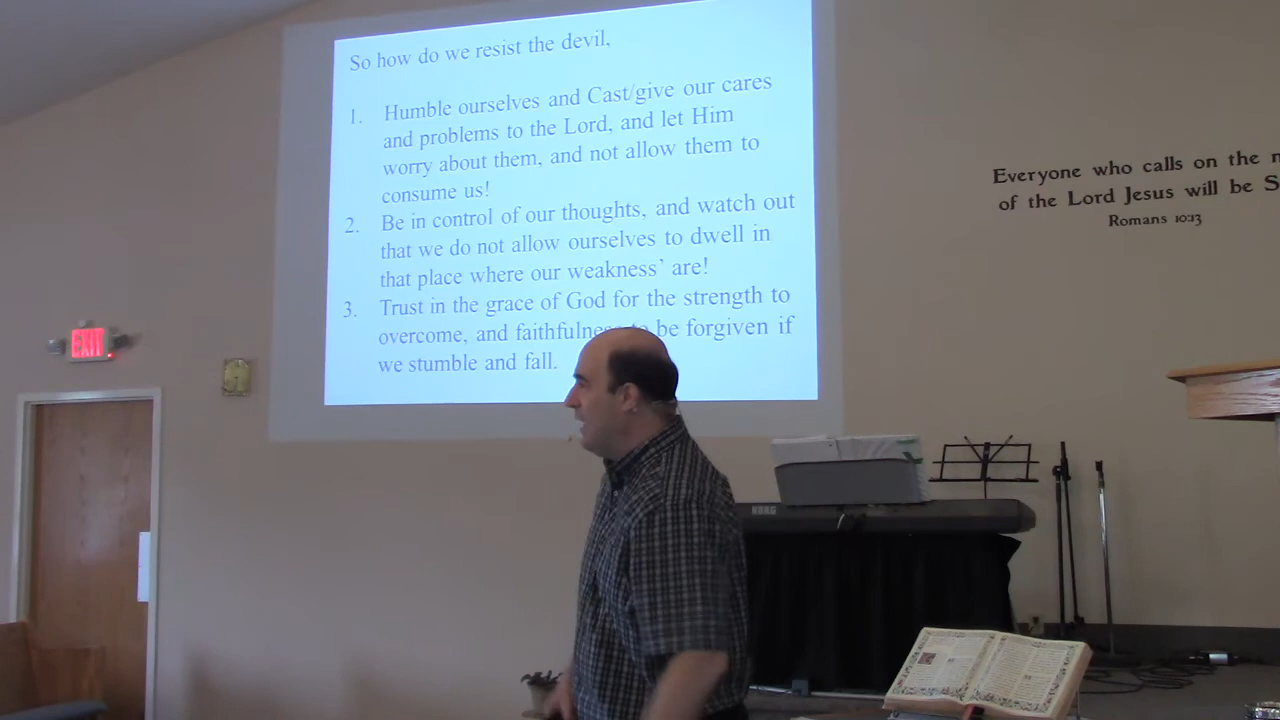 So how do we resist the devil,
1. Humble ourselves and Cast/give our cares
and problems to the Lord, and let Him
worry about them, and not allow them to
consume us!
2. Be in control of our thoughts, and watch out
that we do not allow ourselves to dwell in
that place where our weakness' are!
3. Trust in the grace of God for the strength to
overcome, and faithfulness to be forgiven if
we stumble and fall.
Everyone who calls on the
of the Lord Jesus will be
Romans 10:13
EXIT
KORG